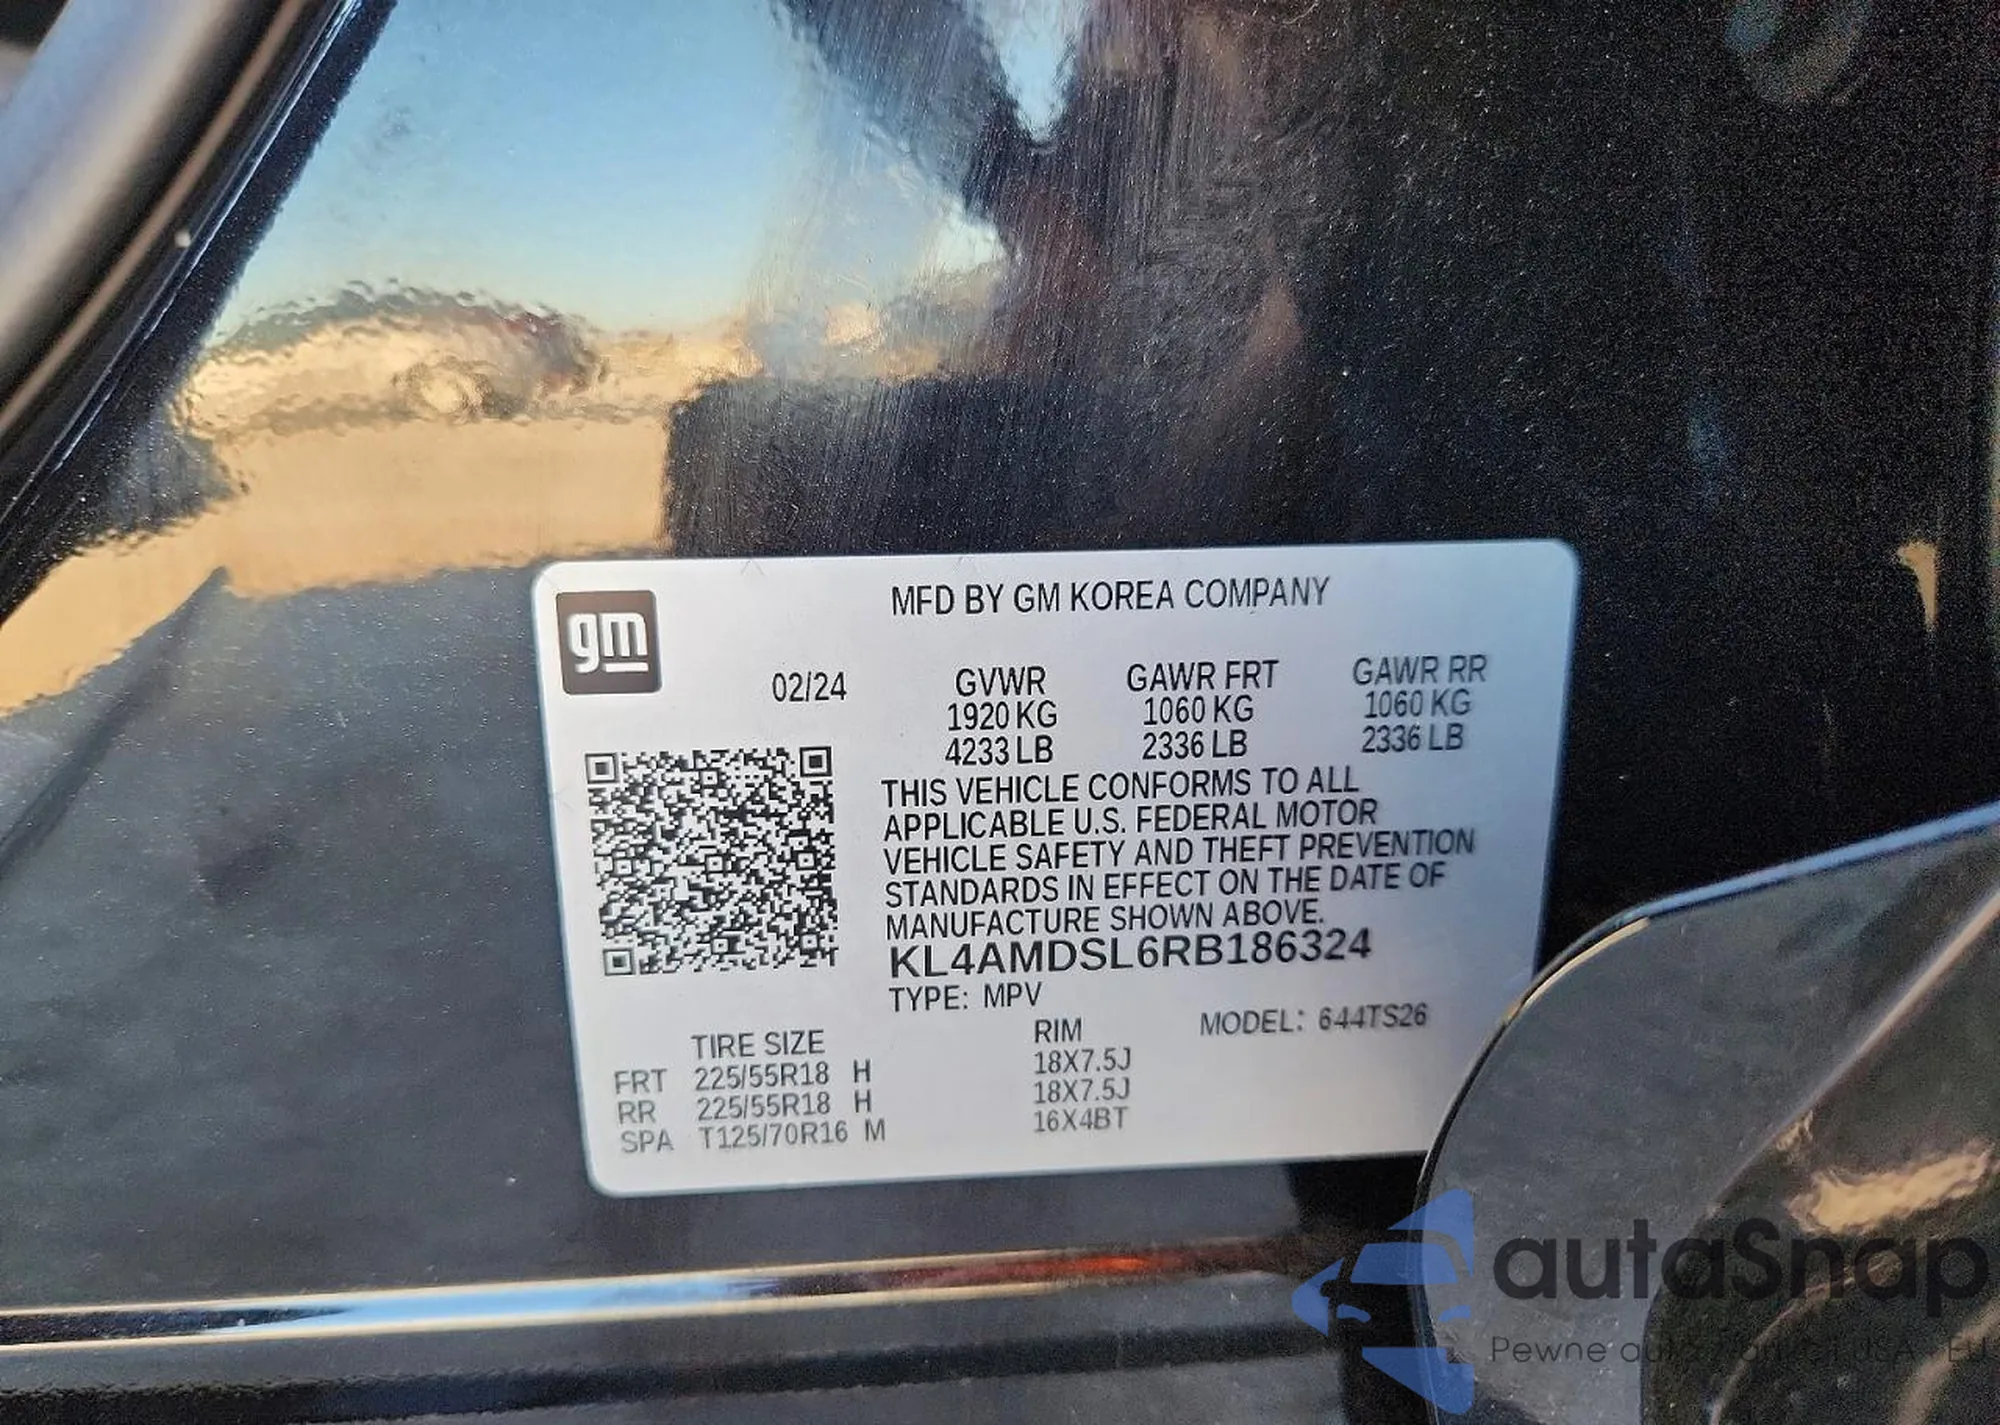 gm
MFD BY GM KOREA COMPANY
02/24
GVWR GAWR FRT GAWR RR
1920 KG 1060 KG 1060 KG
4233 LB 2336 LB 2336 LB
THIS VEHICLE CONFORMS TO ALL
APPLICABLE U.S. FEDERAL MOTOR
VEHICLE SAFETY AND THEFT PREVENTION
STANDARDS IN EFFECT ON THE DATE OF
MANUFACTURE SHOWN ABOVE.
KL4AMDSL6RB186324
TYPE: MPV
MODEL: 644TS26
TIRE SIZE RIM
FRT 225/55R18 H 18X7.5J
RR 225/55R18 H 18X7.5J
SPA T125/70R16 M 16X4BT
autaSnap
Pewne